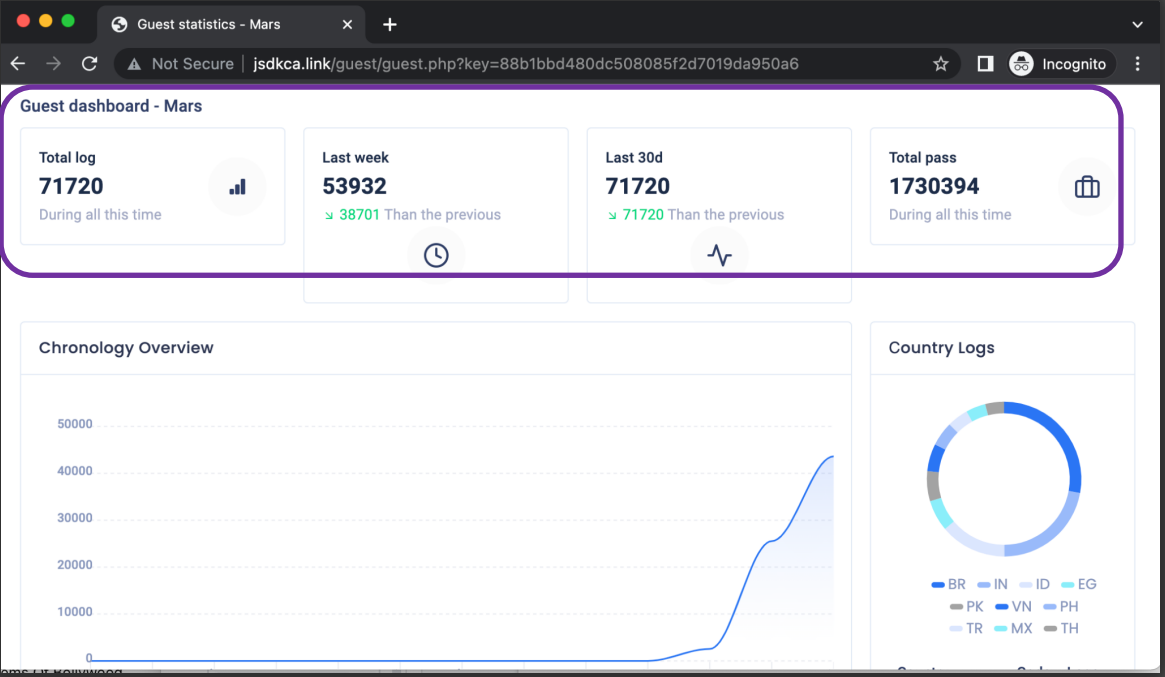 Guest statistics - Mars
Not Secure jsdkca.link/guest/guest.php?key=88b1bbd480dc508085f2d7019da950a6 Incognito
Guest dashboard - Mars
Total log
71720
During all this time
Last week
53932
38701 Than the previous
Last 30d
71720
71720 Than the previous
Total pass
1730394
During all this time
Chronology Overview
50000
40000
30000
20000
10000
0
Country Logs
BR IN ID EG
PK VN PH
TR MX TH